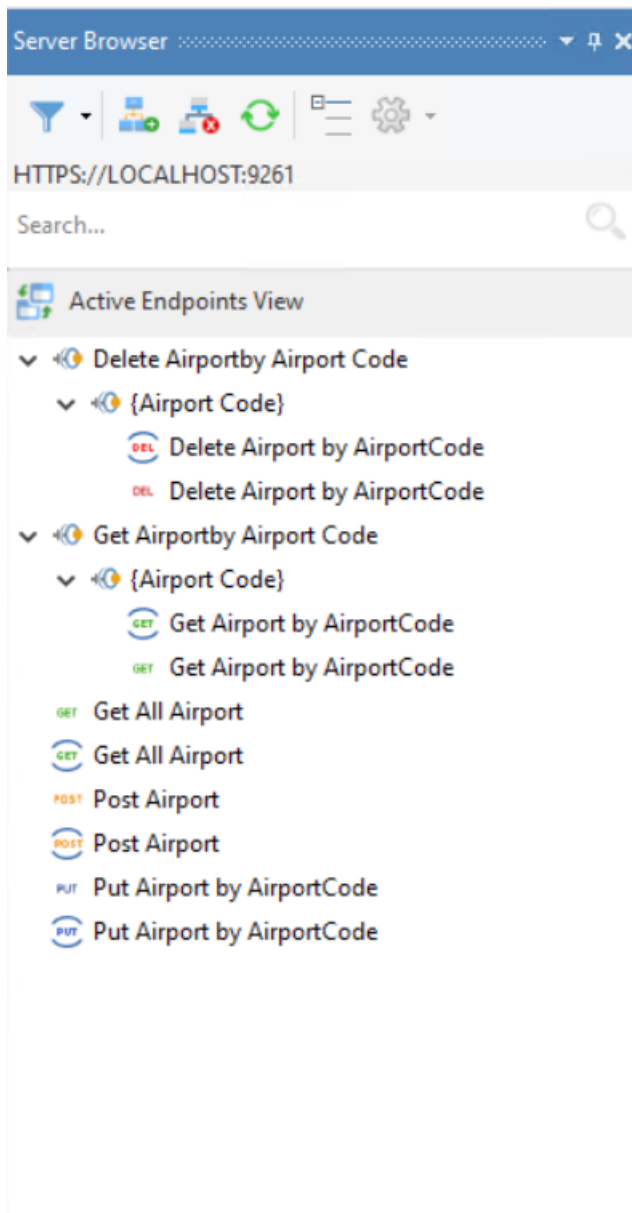 Server Browser
HTTPS://LOCALHOST:9261
Search...
Active Endpoints View
Delete Airportby Airport Code
{Airport Code}
DEL Delete Airport by AirportCode
DEL Delete Airport by AirportCode
Get Airportby Airport Code
{Airport Code}
GET Get Airport by AirportCode
GET Get Airport by AirportCode
GET Get All Airport
GET Get All Airport
POST Post Airport
POST Post Airport
PUT Put Airport by AirportCode
PUT Put Airport by AirportCode